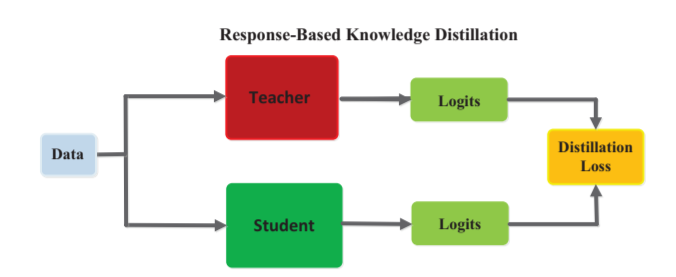 Response-Based Knowledge Distillation
Teacher
Logits
Data
Distillation
Loss
Student
Logits